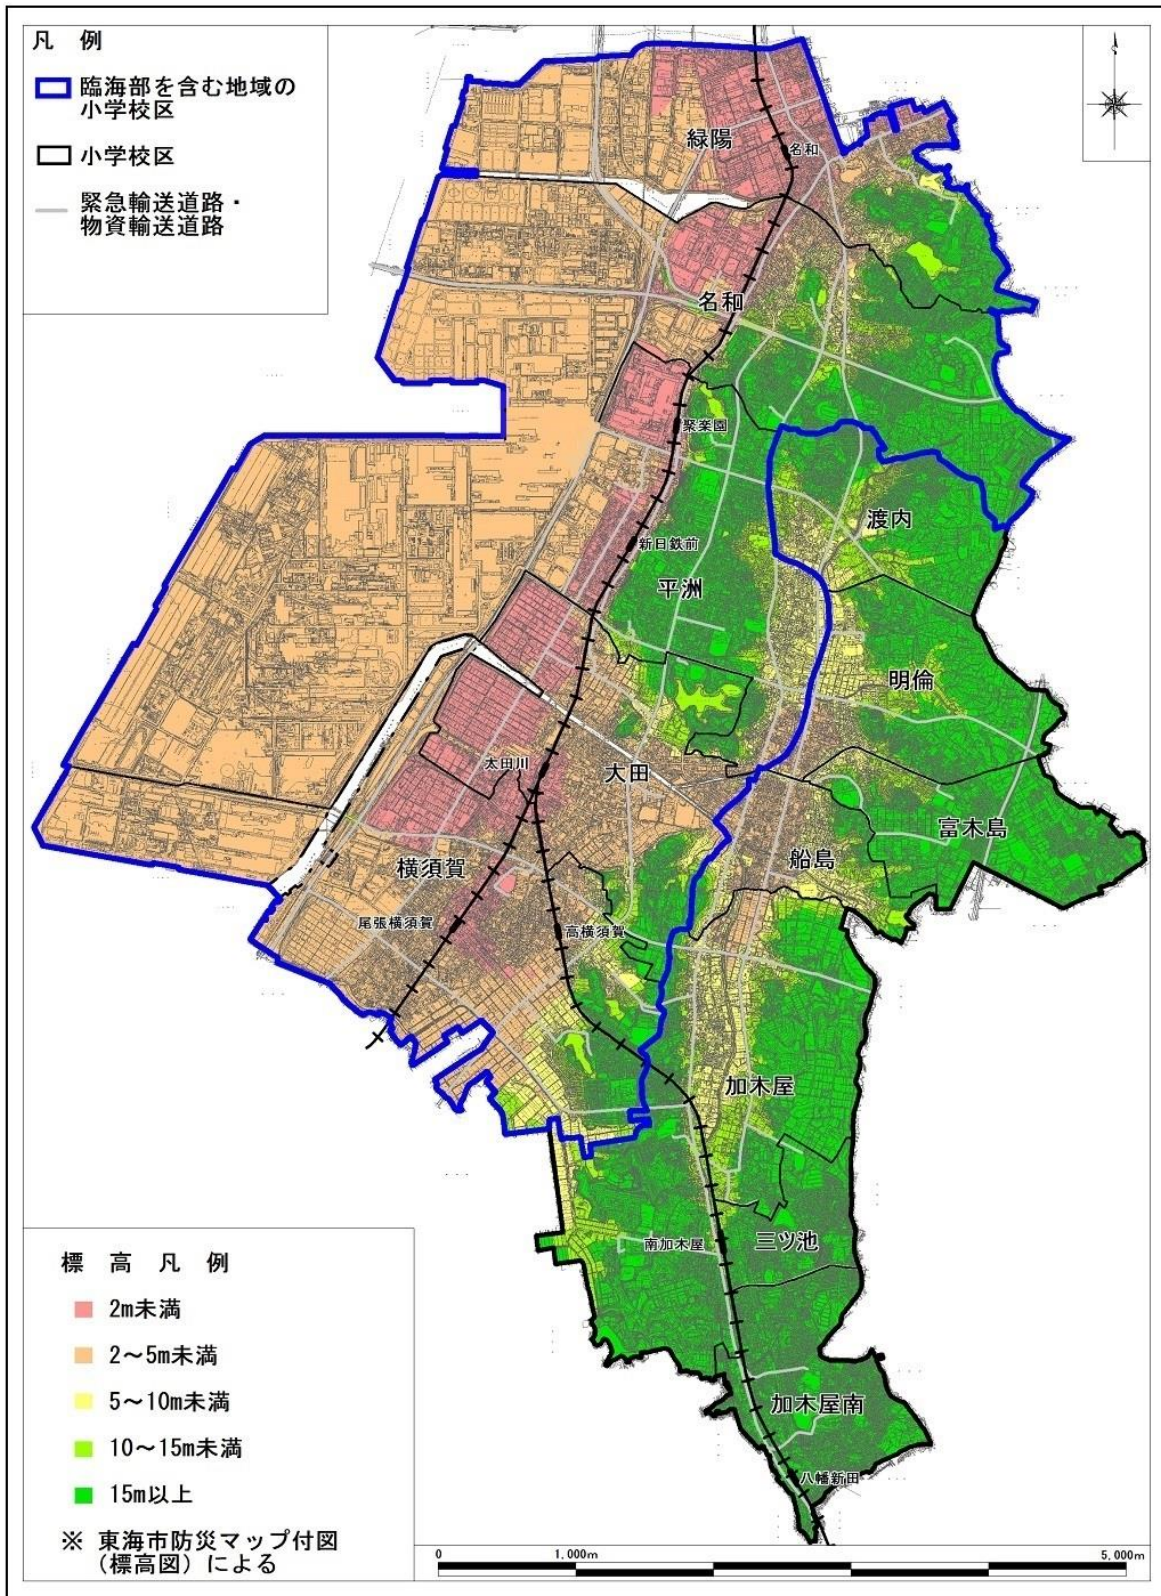 凡 例
臨海部を含む地域の
小学校区
小学校区
緊急輸送道路・
物資輸送道路
緑陽
名和
名和
聚楽園
渡内
新日鉄前
平洲
明倫
太田川
大田
富木島
船島
横須賀
尾張横須賀
高横須賀
加木屋
南加木屋
三ツ池
加木屋南
八幡新田
標 高 凡 例
2m未満
2～5m未満
5～10m未満
10～15m未満
15m以上
※ 東海市防災マップ付図
(標高図)による
0 1,000m 5,000m